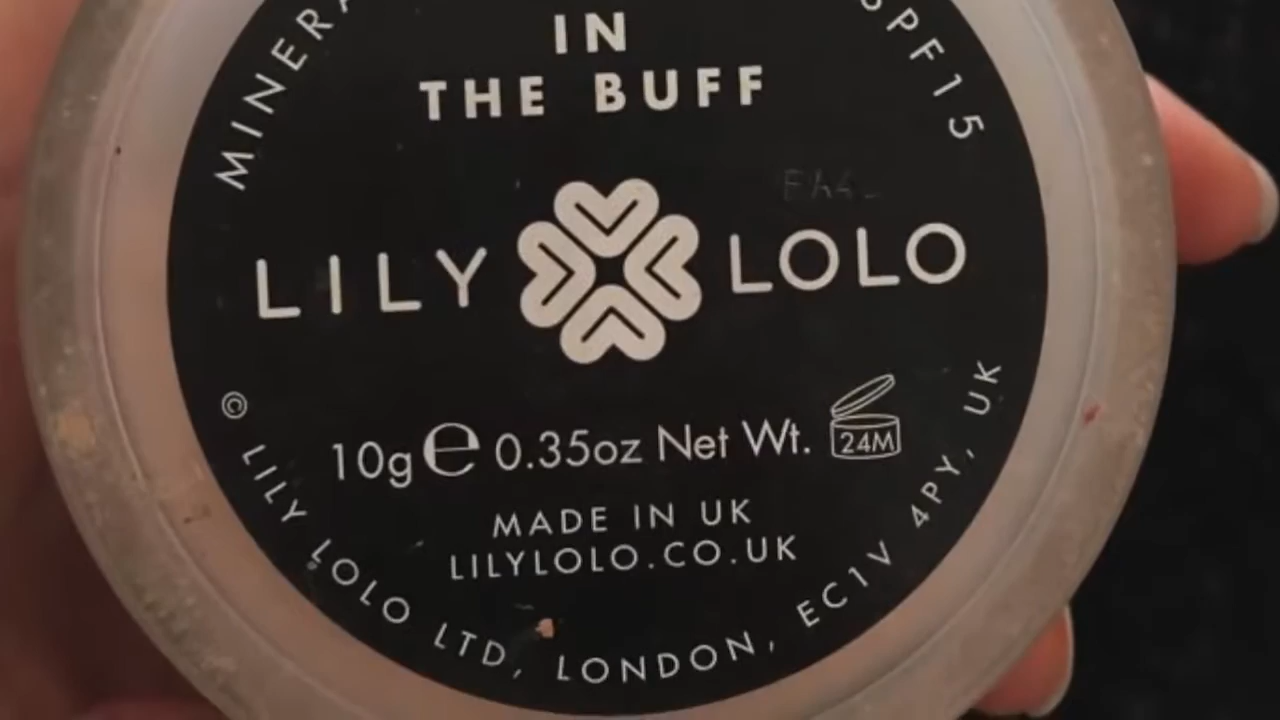 SPF15
IN
THE BUFF
LILY LOLO
10g e 0.35oz Net Wt. 24M
MADE IN UK
LILYLOLO.CO.UK
© LILY LOLO LTD, LONDON, EC1V 4PY, UK